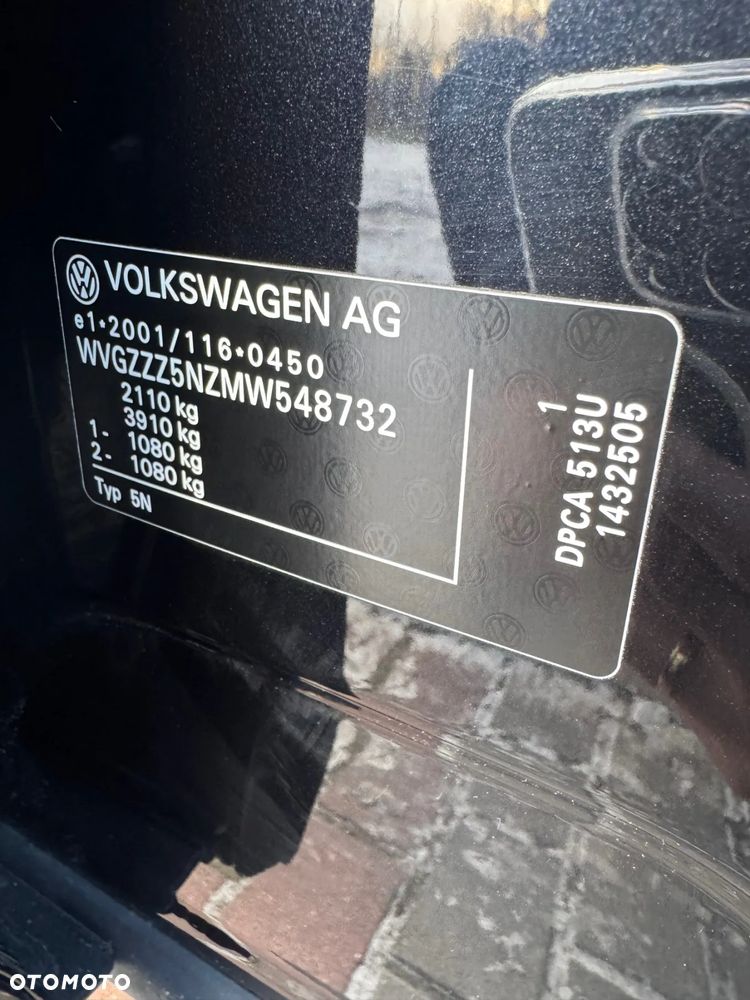 VOLKSWAGEN AG
e1*2001/116*0450
WVGZZZ5NZMW548732
2110 kg
3910 kg
1- 1080 kg
2- 1080 kg
Typ 5N
1
DPCA 513U
1432505
OTOMOTO